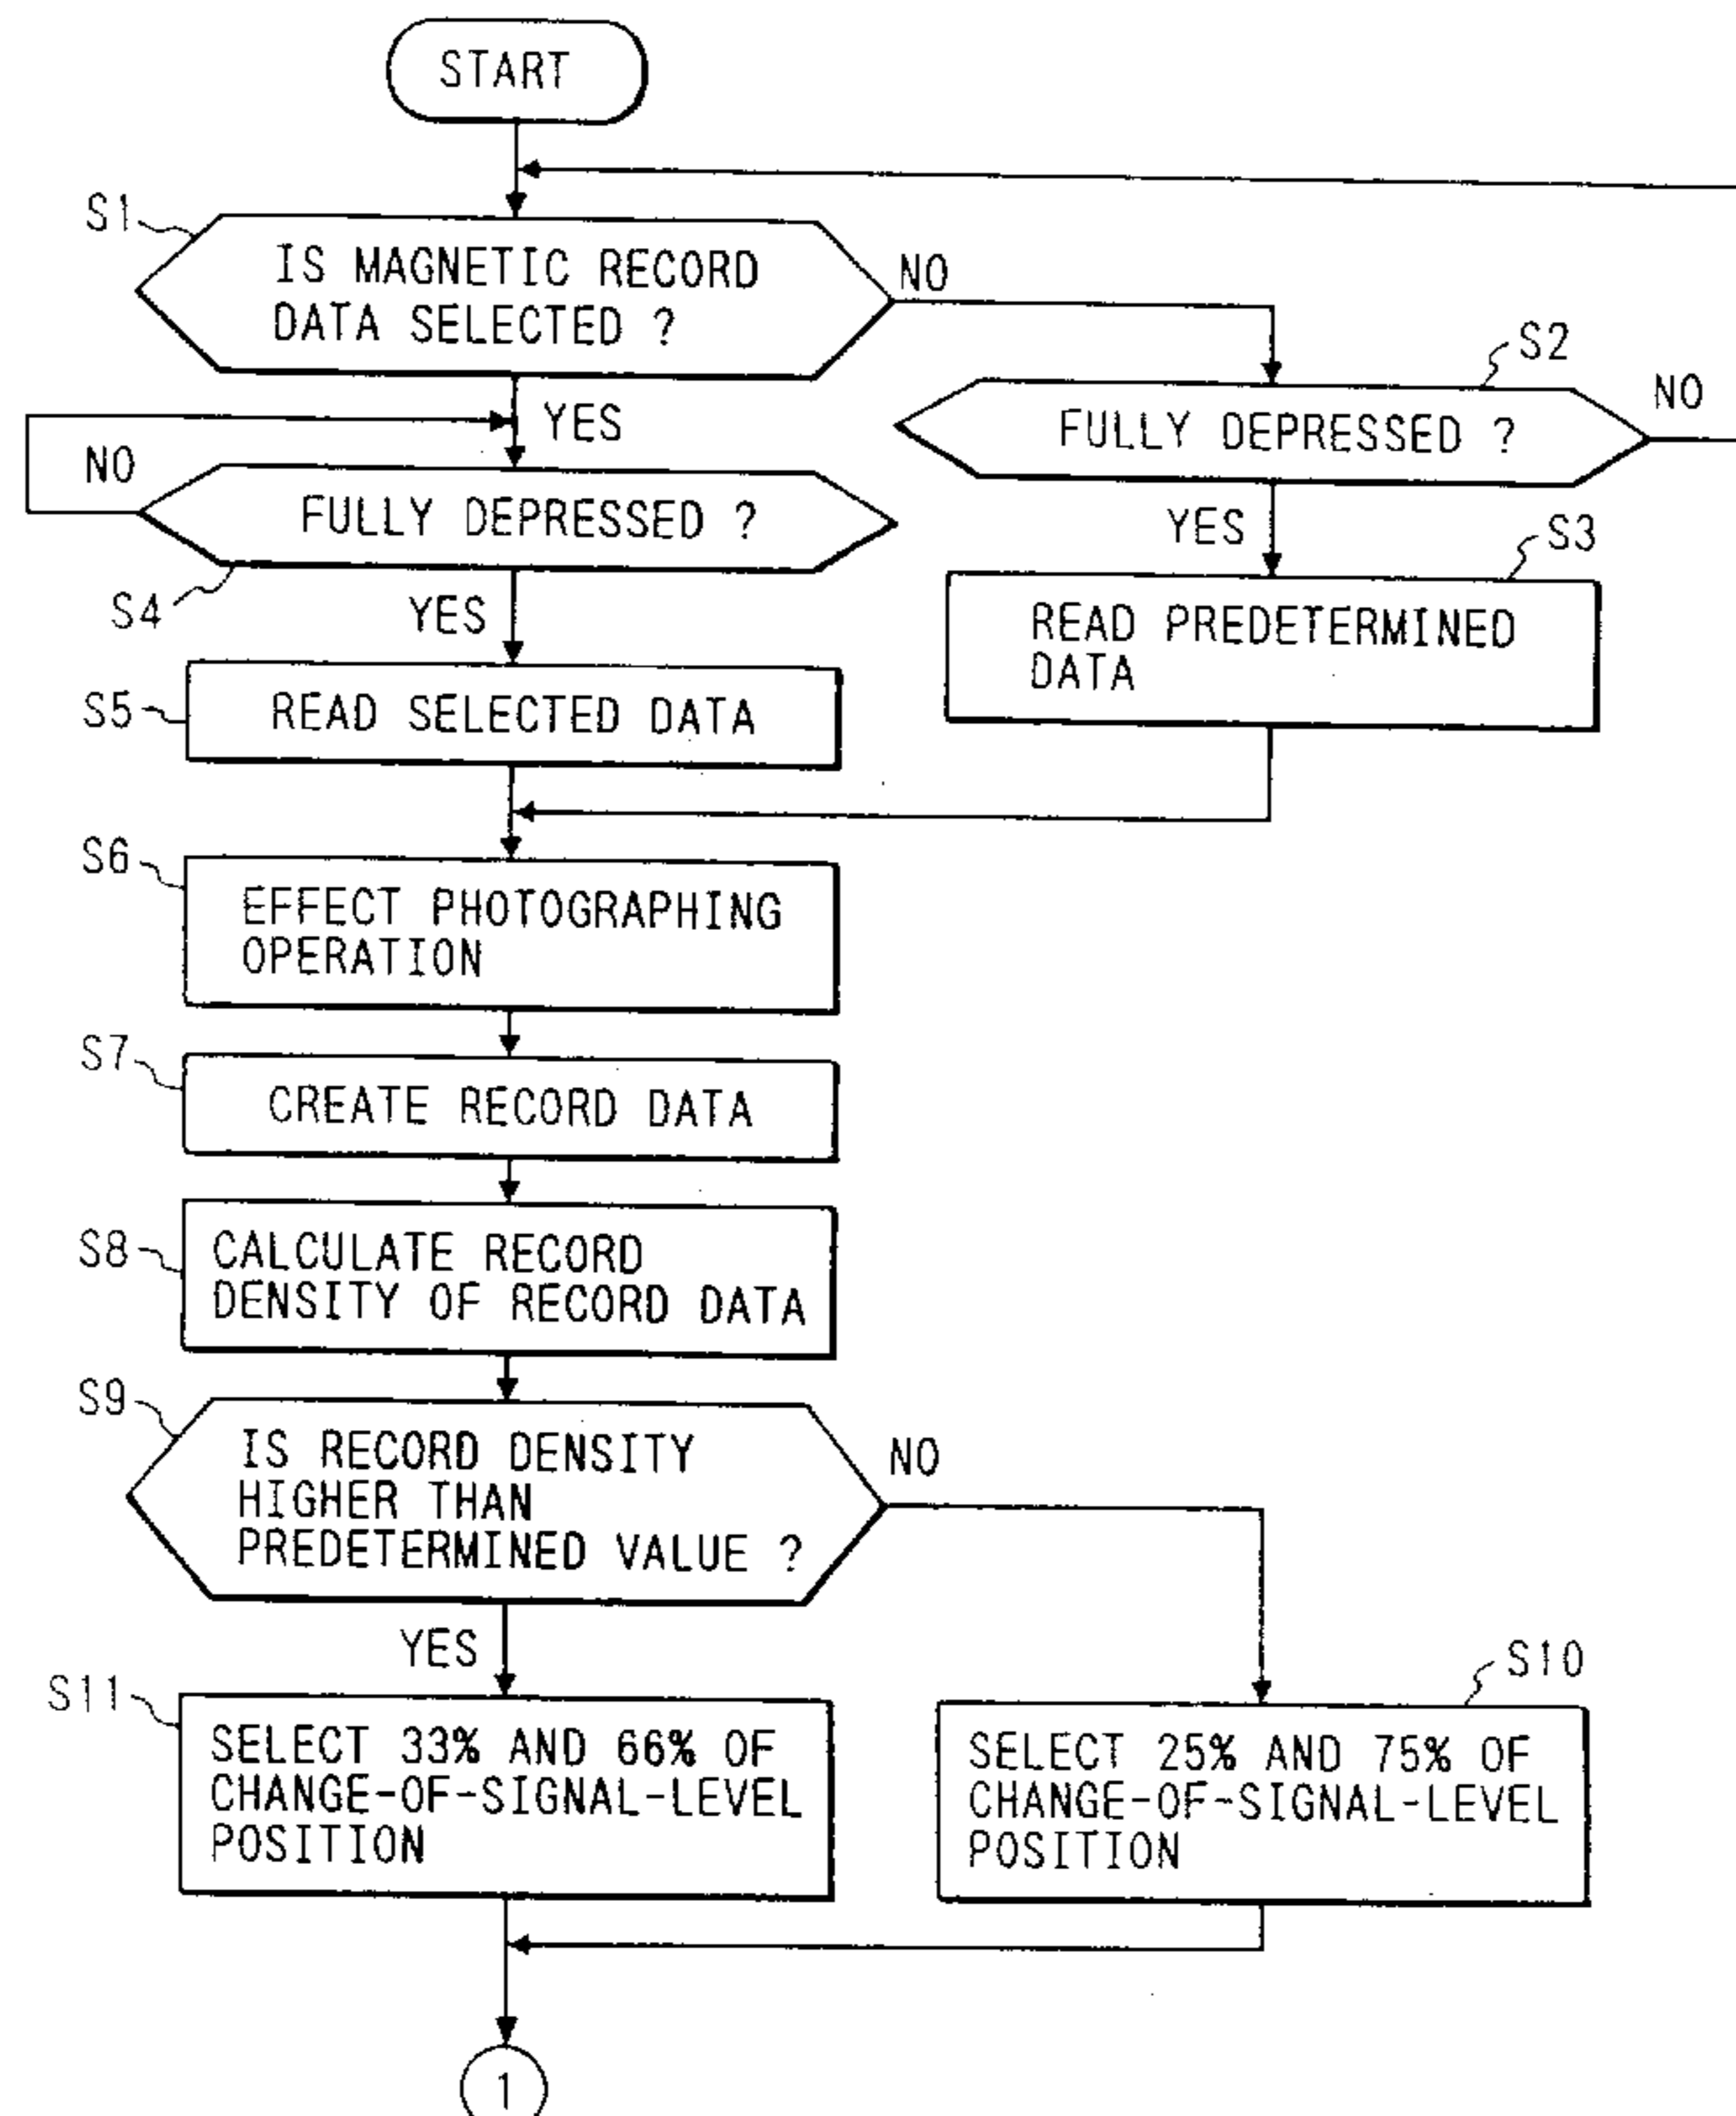 START
S1
IS MAGNETIC RECORD
DATA SELECTED ?
NO
S2
YES
FULLY DEPRESSED ?
NO
NO
FULLY DEPRESSED ?
S4
YES
YES
S3
READ PREDETERMINED
DATA
S5
READ SELECTED DATA
S6
EFFECT PHOTOGRAPHING
OPERATION
S7
CREATE RECORD DATA
S8
CALCULATE RECORD
DENSITY OF RECORD DATA
S9
IS RECORD DENSITY
HIGHER THAN
PREDETERMINED VALUE ?
NO
YES
S11
SELECT 33% AND 66% OF
CHANGE-OF-SIGNAL-LEVEL
POSITION
S10
SELECT 25% AND 75% OF
CHANGE-OF-SIGNAL-LEVEL
POSITION
1